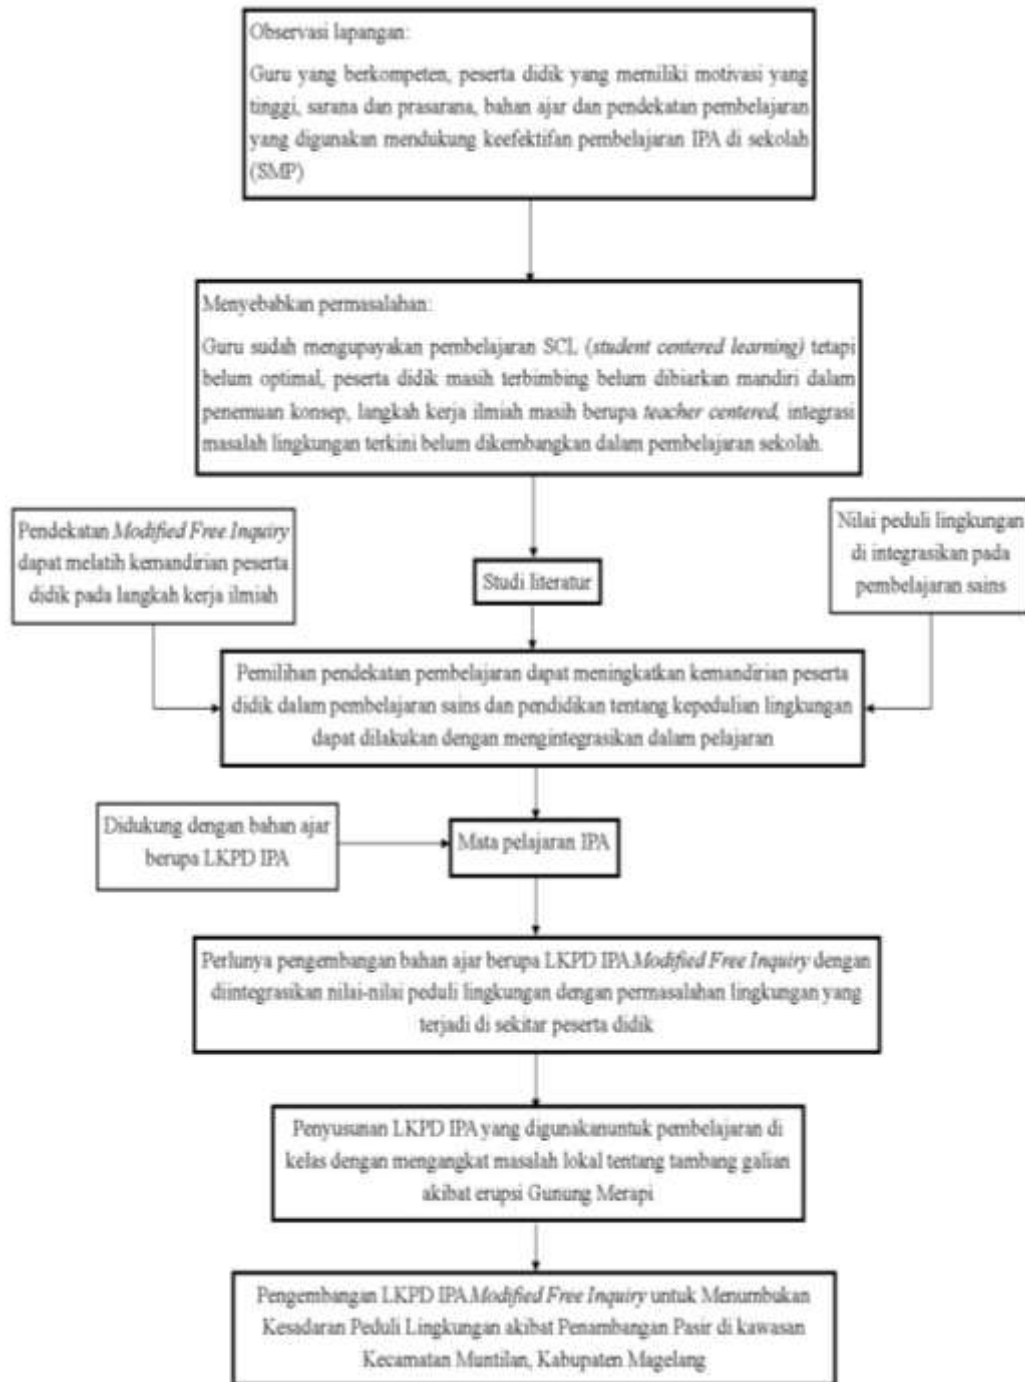 Observasi lapangan:
Guru yang berkompeten, peserta didik yang memiliki motivasi yang
tinggi, sarana dan prasarana, bahan ajar dan pendekatan pembelajaran
yang digunakan mendukung keefektifan pembelajaran IPA di sekolah
(SMP)
Menyebabkan permasalahan:
Guru sudah mengupayakan pembelajaran SCL (student centered learning) tetapi
belum optimal, peserta didik masih terbimbing belum dibiarkan mandiri dalam
penemuan konsep, langkah kerja ilmiah masih berupa teacher centered, integrasi
masalah lingkungan terkini belum dikembangkan dalam pembelajaran sekolah.
Pendekatan Modified Free Inquiry
dapat melatih kemandirian peserta
didik pada langkah kerja ilmiah
Studi literatur
Nilai peduli lingkungan
di integrasikan pada
pembelajaran sains
Pemilihan pendekatan pembelajaran dapat meningkatkan kemandirian peserta
didik dalam pembelajaran sains dan pendidikan tentang kepedulian lingkungan
dapat dilakukan dengan mengintegrasikan dalam pelajaran
Didukung dengan bahan ajar
berupa LKPD IPA
Mata pelajaran IPA
Perlunya pengembangan bahan ajar berupa LKPD IPA Modified Free Inquiry dengan
diintegrasikan nilai-nilai peduli lingkungan dengan permasalahan lingkungan yang
terjadi di sekitar peserta didik
Penyusunan LKPD IPA yang digunakanuntuk pembelajaran di
kelas dengan mengangkat masalah lokal tentang tambang galian
akibat erupsi Gunung Merapi
Pengembangan LKPD IPA Modified Free Inquiry untuk Menumbukan
Kesadaran Peduli Lingkungan akibat Penambangan Pasir di kawasan
Kecamatan Muntilan, Kabupaten Magelang